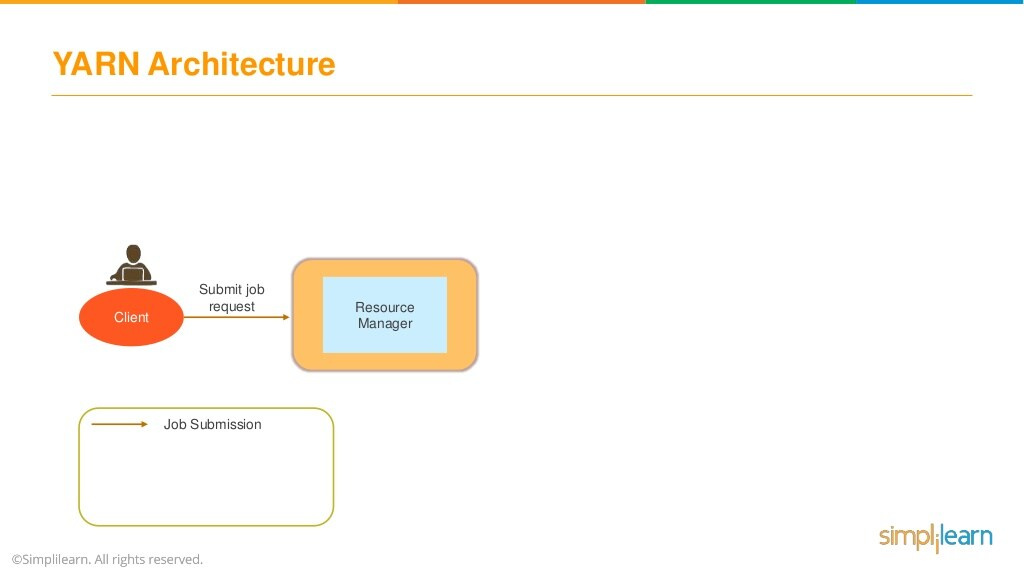 YARN Architecture
Submit job
request
Client
Resource
Manager
Job Submission
simplilearn
©Simplilearn. All rights reserved.